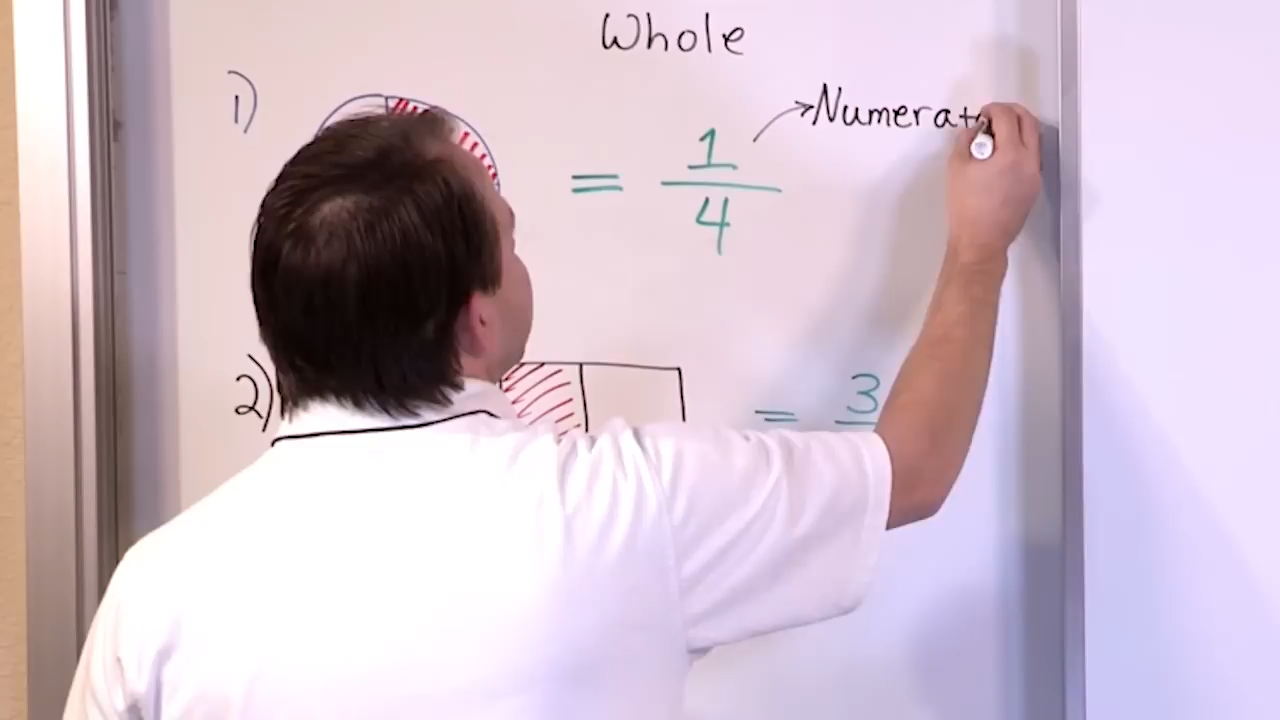 Whole
1)
= 1/4
Numerat
2)
= 3